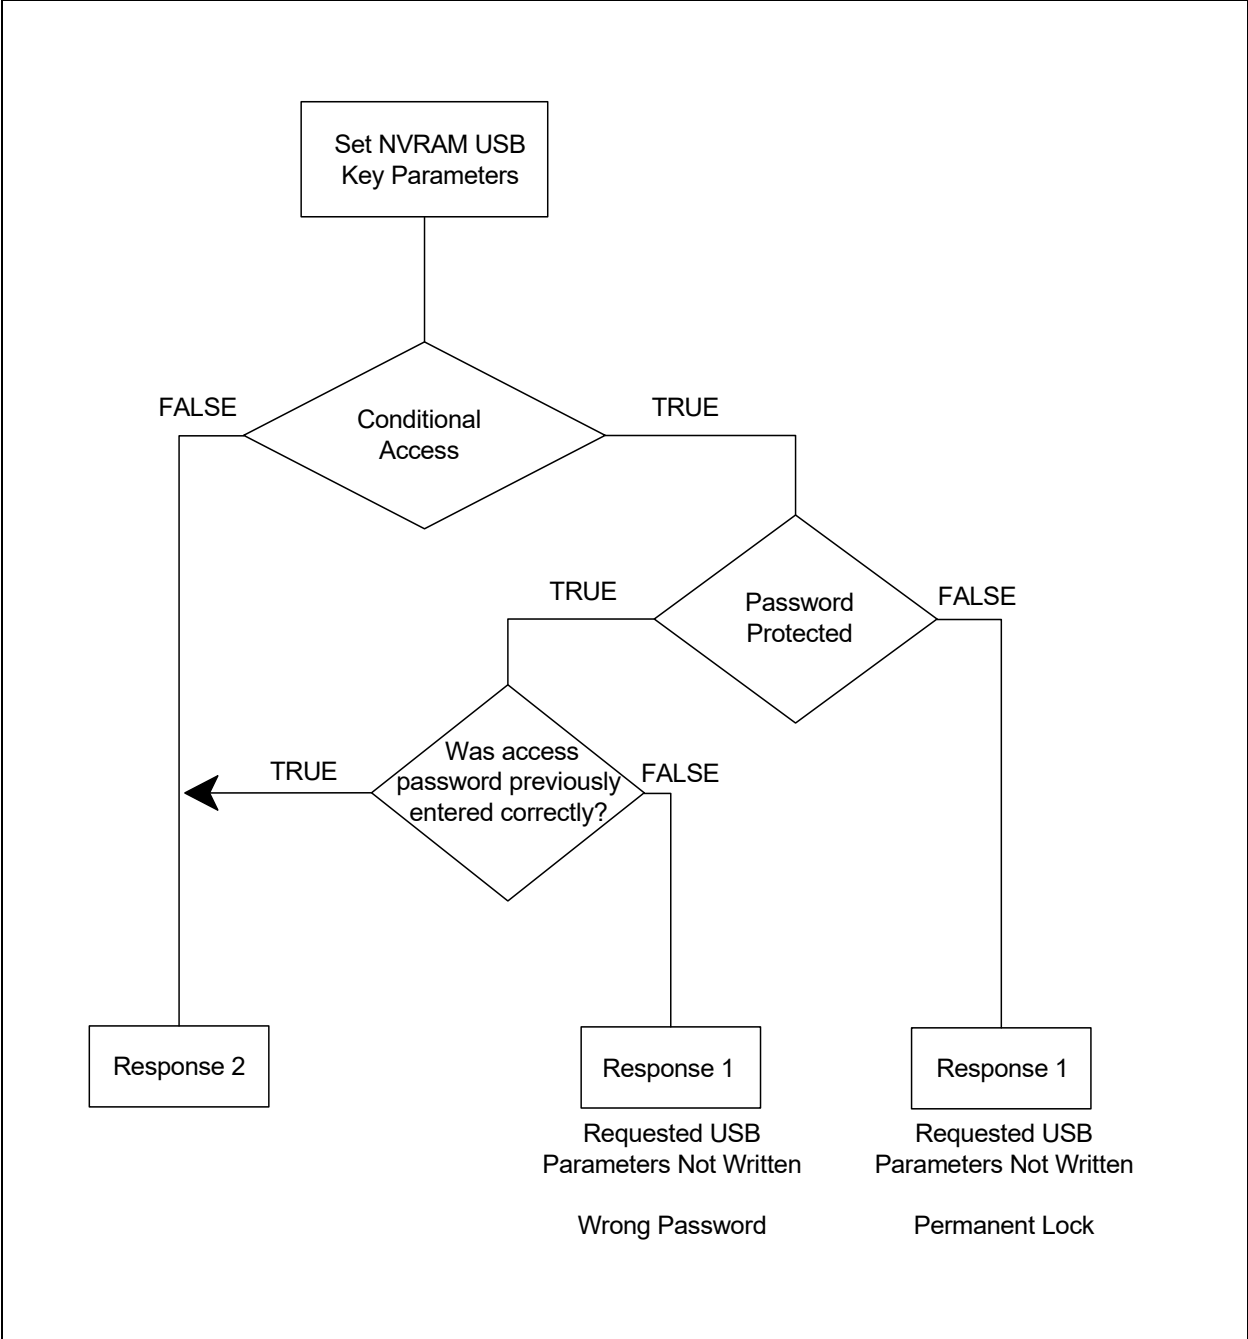 Set NVRAM USB
Key Parameters
FALSE
TRUE
Conditional
Access
TRUE
FALSE
Password
Protected
Was access
password previously
entered correctly?
TRUE
FALSE
Response 2
Response 1
Response 1
Requested USB
Parameters Not Written
Wrong Password
Requested USB
Parameters Not Written
Permanent Lock